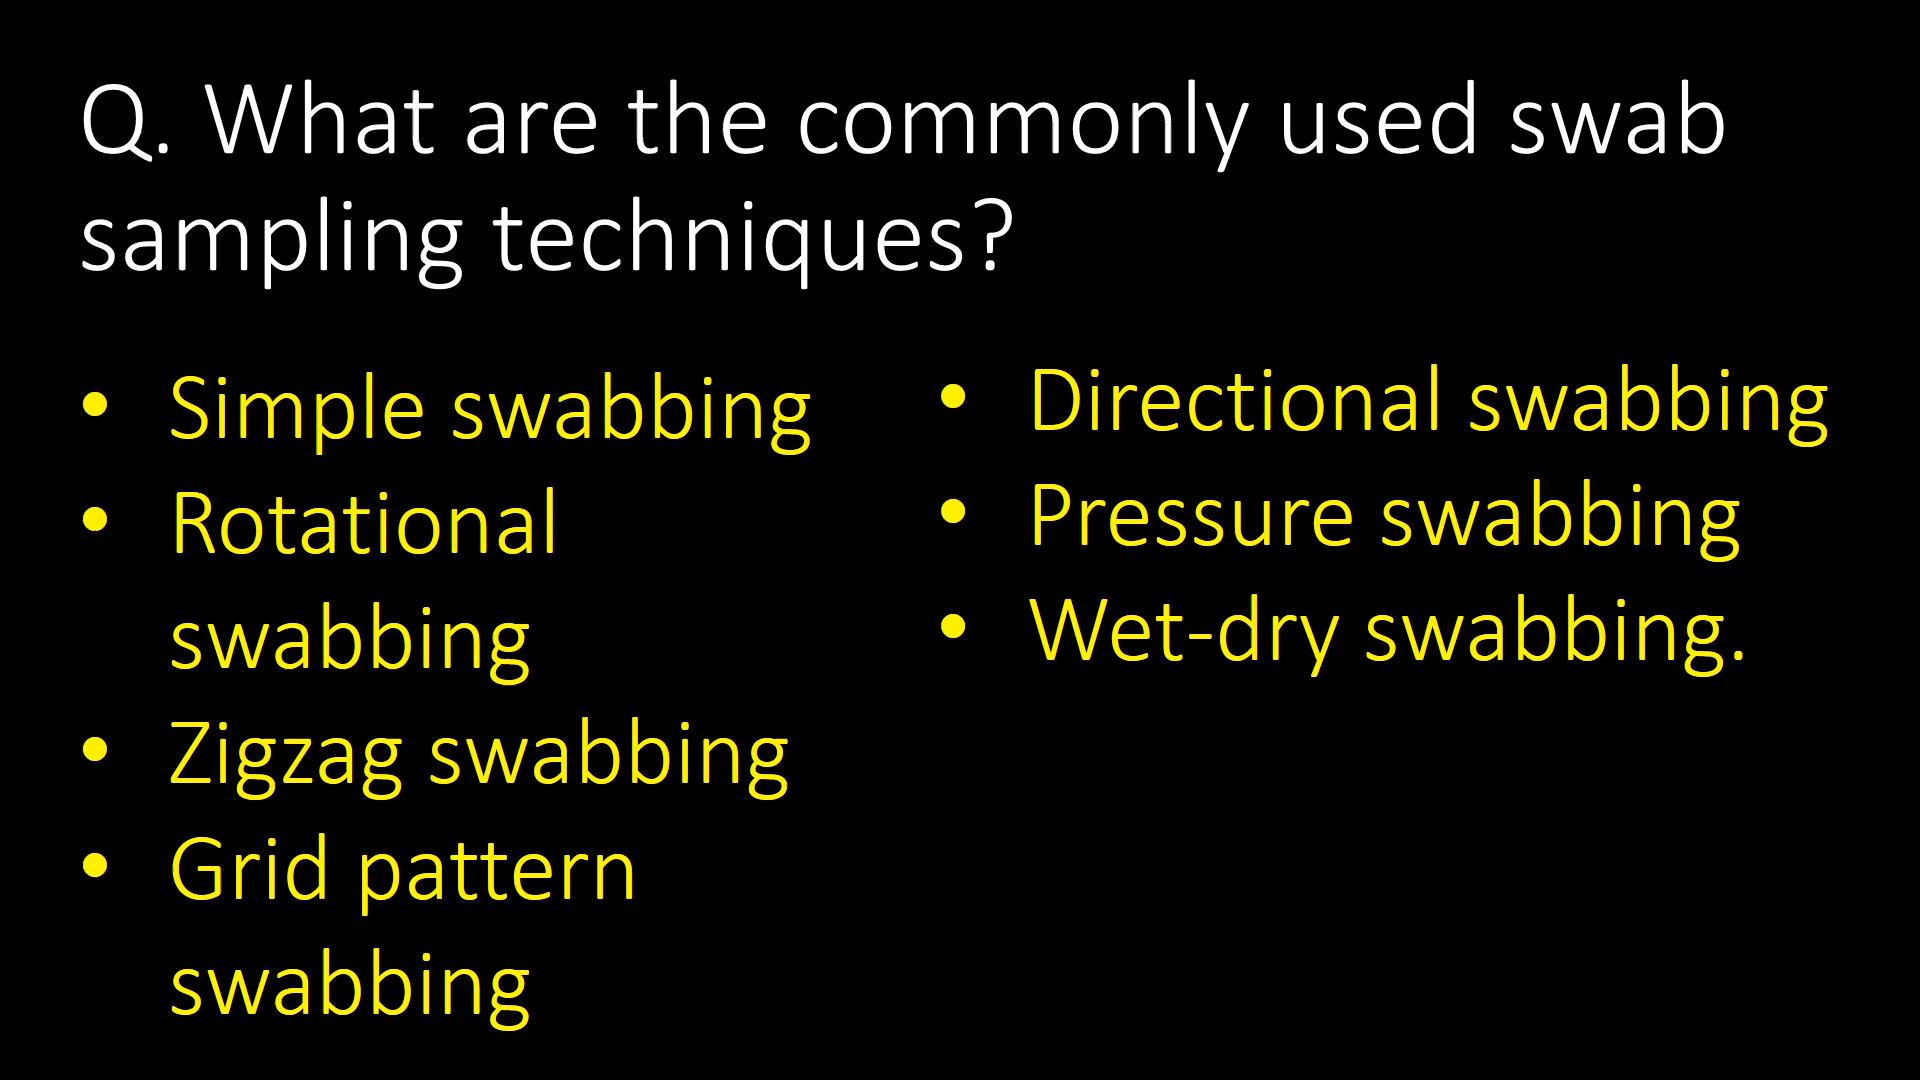 Q. What are the commonly used swab
sampling techniques?
• Simple swabbing
• Rotational
swabbing
• Zigzag swabbing
• Grid pattern
swabbing
• Directional swabbing
• Pressure swabbing
• Wet-dry swabbing.